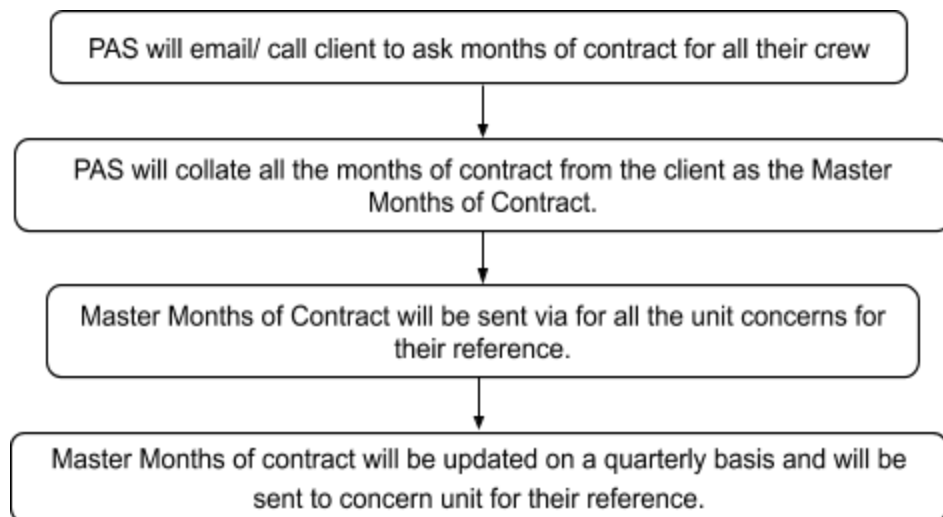 PAS will email/ call client to ask months of contract for all their crew
PAS will collate all the months of contract from the client as the Master
Months of Contract.
Master Months of Contract will be sent via for all the unit concerns for
their reference.
Master Months of contract will be updated on a quarterly basis and will be
sent to concern unit for their reference.